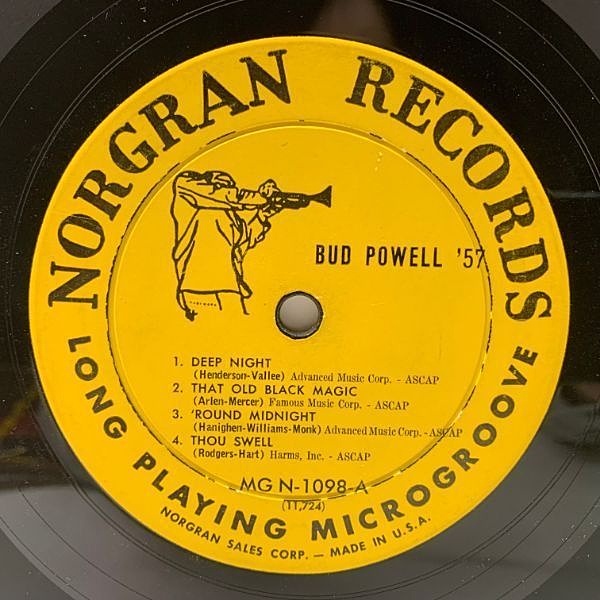 NORGRAN RECORDS
BUD POWELL '57
1. DEEP NIGHT
(Henderson-Vallee) Advanced Music Corp. - ASCAP
2. THAT OLD BLACK MAGIC
(Arlen-Mercer) Famous Music Corp. - ASCAP
3. 'ROUND MIDNIGHT
(Hanighen-Williams-Monk) Advanced Music Corp. - ASCAP
4. THOU SWELL
(Rodgers-Hart) Harms, Inc. - ASCAP
MG N-1098-A
(11,724)
LONG PLAYING MICROGROOVE
NORGRAN SALES CORP. — MADE IN U.S.A.